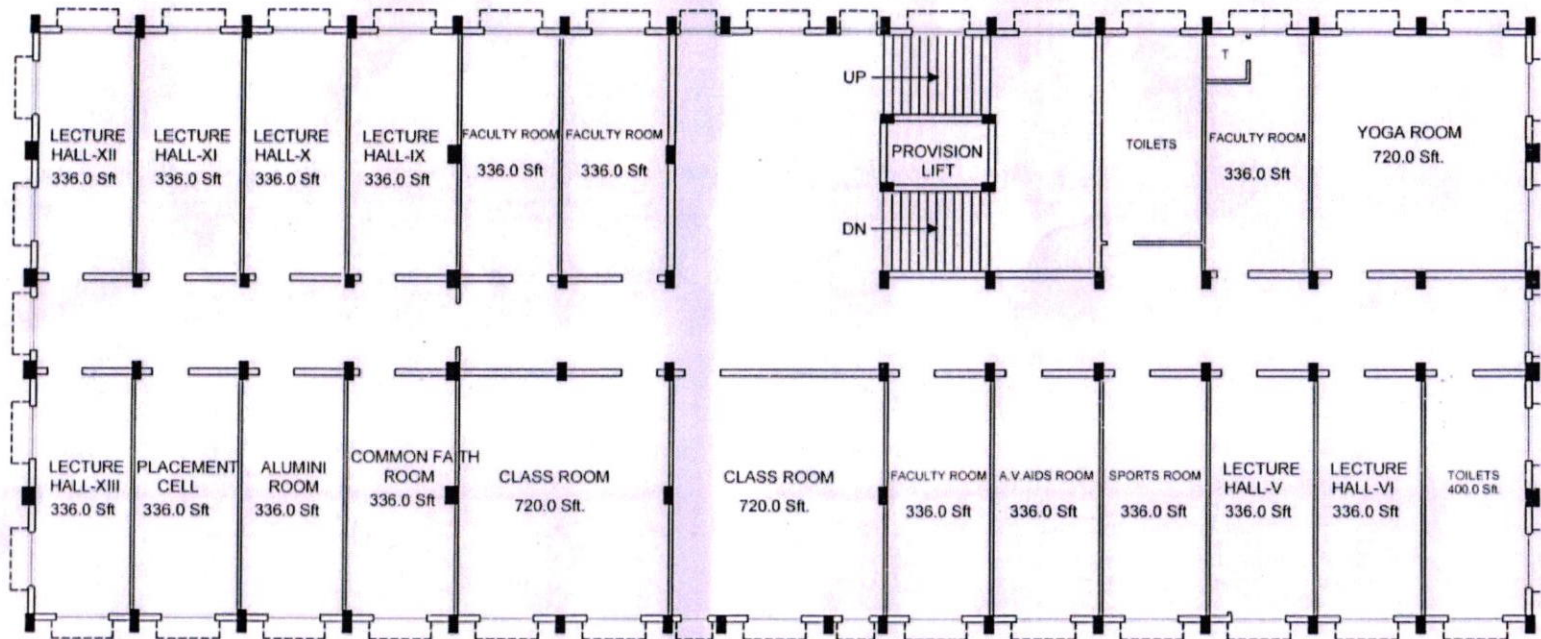 LECTURE
HALL-XII
336.0 Sft
LECTURE
HALL-XI
336.0 Sft
LECTURE
HALL-X
336.0 Sft
LECTURE
HALL-IX
336.0 Sft
FACULTY ROOM
336.0 Sft
FACULTY ROOM
336.0 Sft
UP
PROVISION
LIFT
DN
TOILETS
T
FACULTY ROOM
336.0 Sft
YOGA ROOM
720.0 Sft.
LECTURE
HALL-XIII
336.0 Sft
PLACEMENT
CELL
336.0 Sft
ALUMINI
ROOM
336.0 Sft
COMMON FAITH
ROOM
336.0 Sft
CLASS ROOM
720.0 Sft.
CLASS ROOM
720.0 Sft.
FACULTY ROOM
336.0 Sft
A.V.AIDS ROOM
336.0 Sft
SPORTS ROOM
336.0 Sft
LECTURE
HALL-V
336.0 Sft
LECTURE
HALL-VI
336.0 Sft
TOILETS
400.0 Sft.